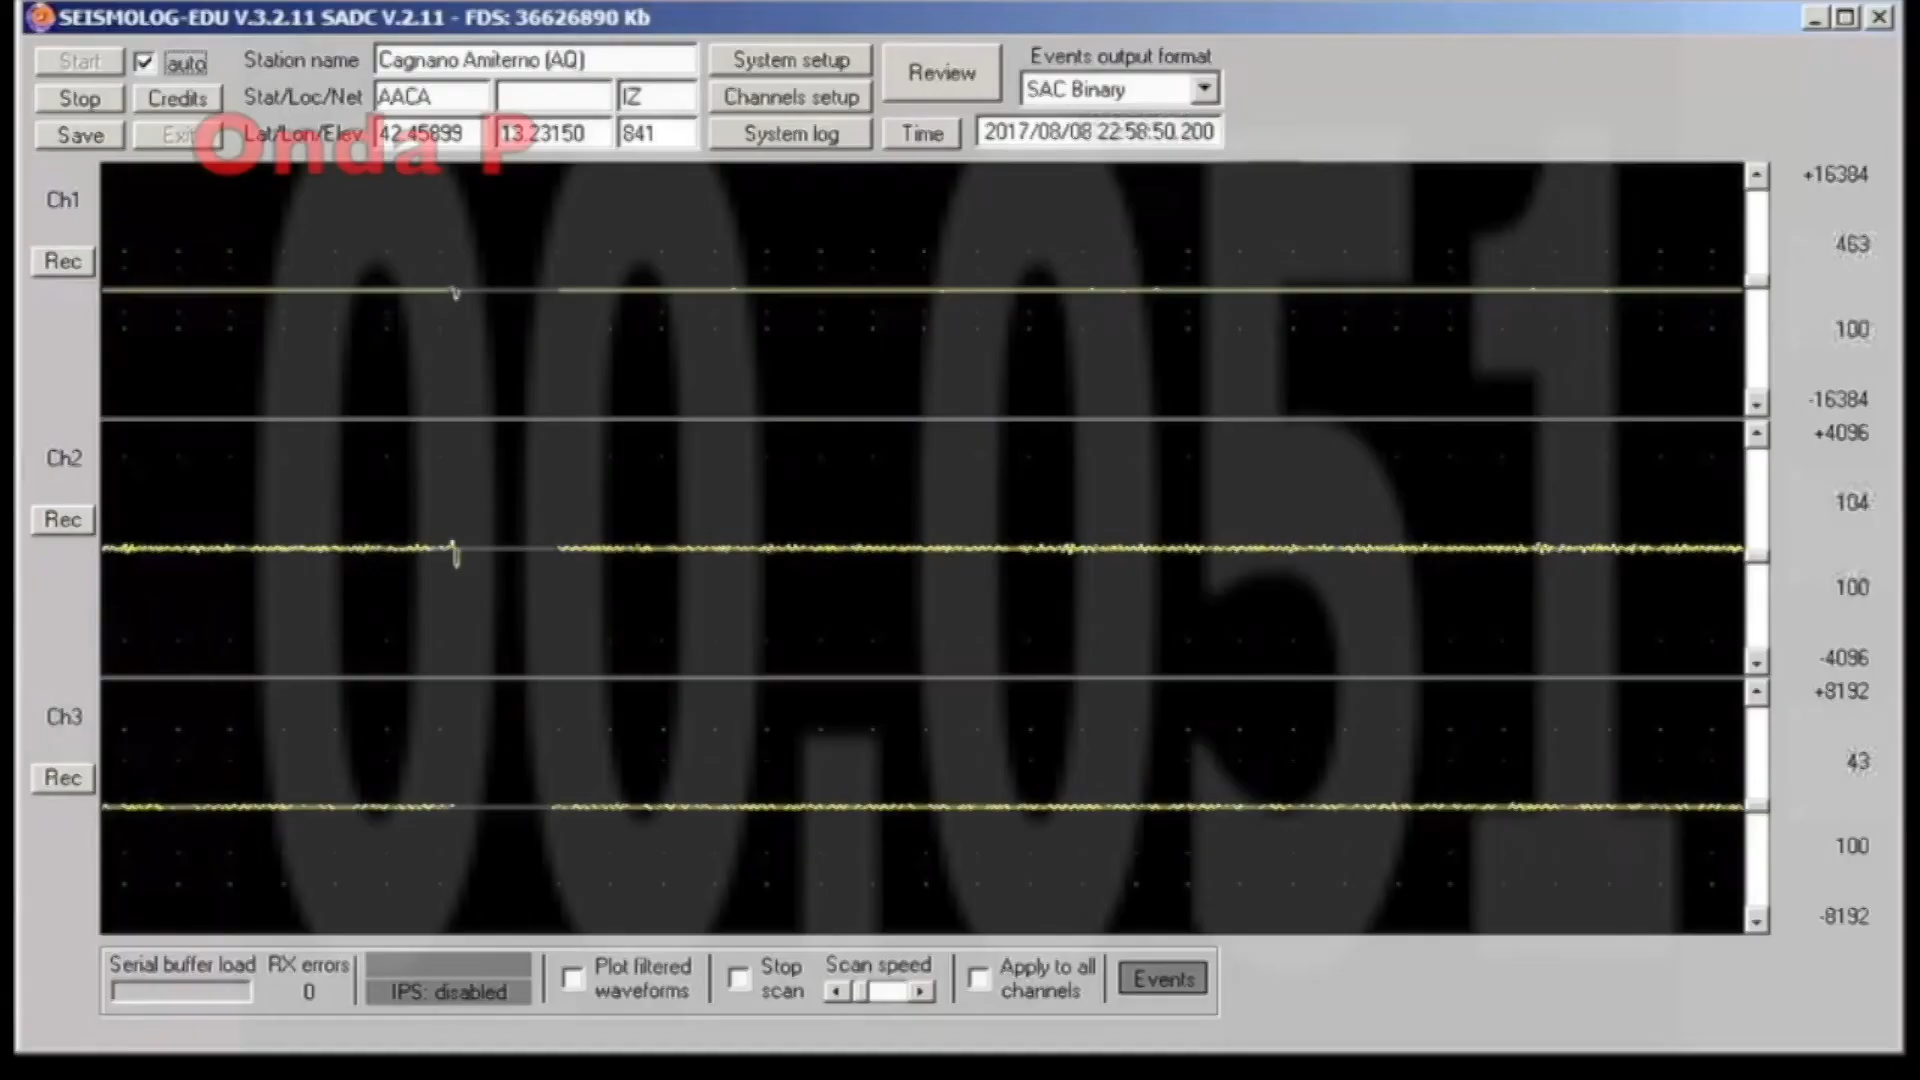 SEISMOLOG-EDU V.3.2.11 SADC V.2.11 - FDS: 36626890 Kb
Start auto Station name Cagnano Amiterno (AQ) System setup Review Events output format
Stop Credits Stat/Loc/Net AACA IZ Channels setup SAC Binary
Save Exit Lat/Lon/Elev 42.45899 13.23150 841 System log Time 2017/08/08 22:58:50.200
Onda P
Ch1 +16384
463
Rec
100
-16384
Ch2 +4096
104
Rec
100
-4096
Ch3 +8192
43
Rec
100
-8192
00.051
Serial buffer load RX errors Plot filtered Stop Scan speed Apply to all Events
0 IPS: disabled waveforms scan channels